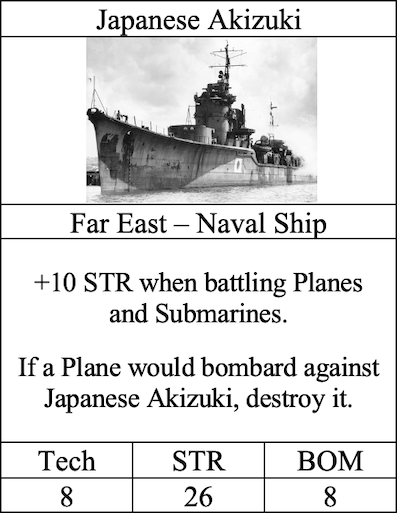 Japanese Akizuki
Far East – Naval Ship
+10 STR when battling Planes
and Submarines.
If a Plane would bombard against
Japanese Akizuki, destroy it.
Tech STR BOM
8 26 8